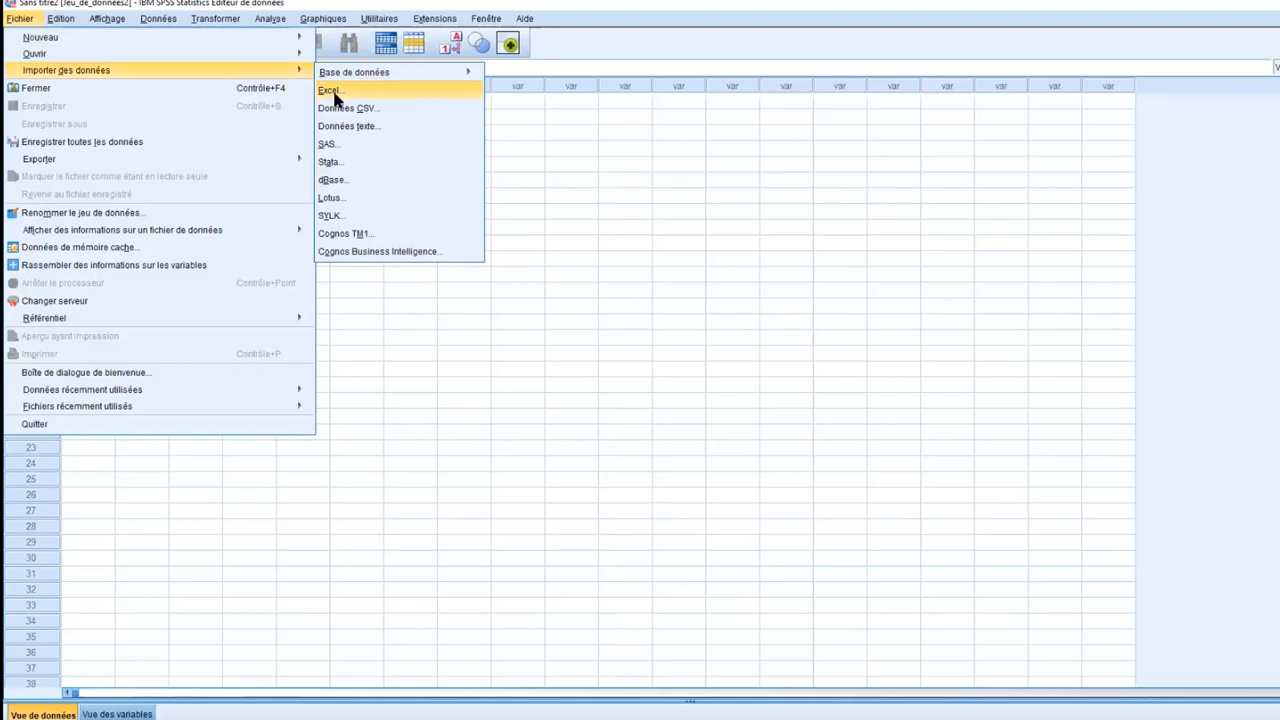 Sans titre2 [Jeu_de_données2] - IBM SPSS Statistics Editeur de données
Fichier Edition Affichage Données Transformer Analyse Graphiques Utilitaires Extensions Fenêtre Aide
Nouveau
Ouvrir
Importer des données
Fermer Contrôle+F4
Enregistrer Contrôle+S
Enregistrer sous
Enregistrer toutes les données
Exporter
Marquer le fichier comme étant en lecture seule
Revenir au fichier enregistré
Renommer le jeu de données...
Afficher des informations sur un fichier de données
Données de mémoire cache...
Rassembler des informations sur les variables
Arrêter le processeur Contrôle+Point
Changer serveur
Référentiel
Aperçu avant impression
Imprimer Contrôle+P
Boîte de dialogue de bienvenue...
Données récemment utilisées
Fichiers récemment utilisés
Quitter
Base de données
Excel...
Données CSV...
Données texte...
SAS...
Stata...
dBase...
Lotus...
SYLK...
Cognos TM1...
Cognos Business Intelligence...
A
1
var var var var var var var var var var var var
23
24
25
26
27
28
29
30
31
32
33
34
35
36
37
38
Vue de données Vue des variables